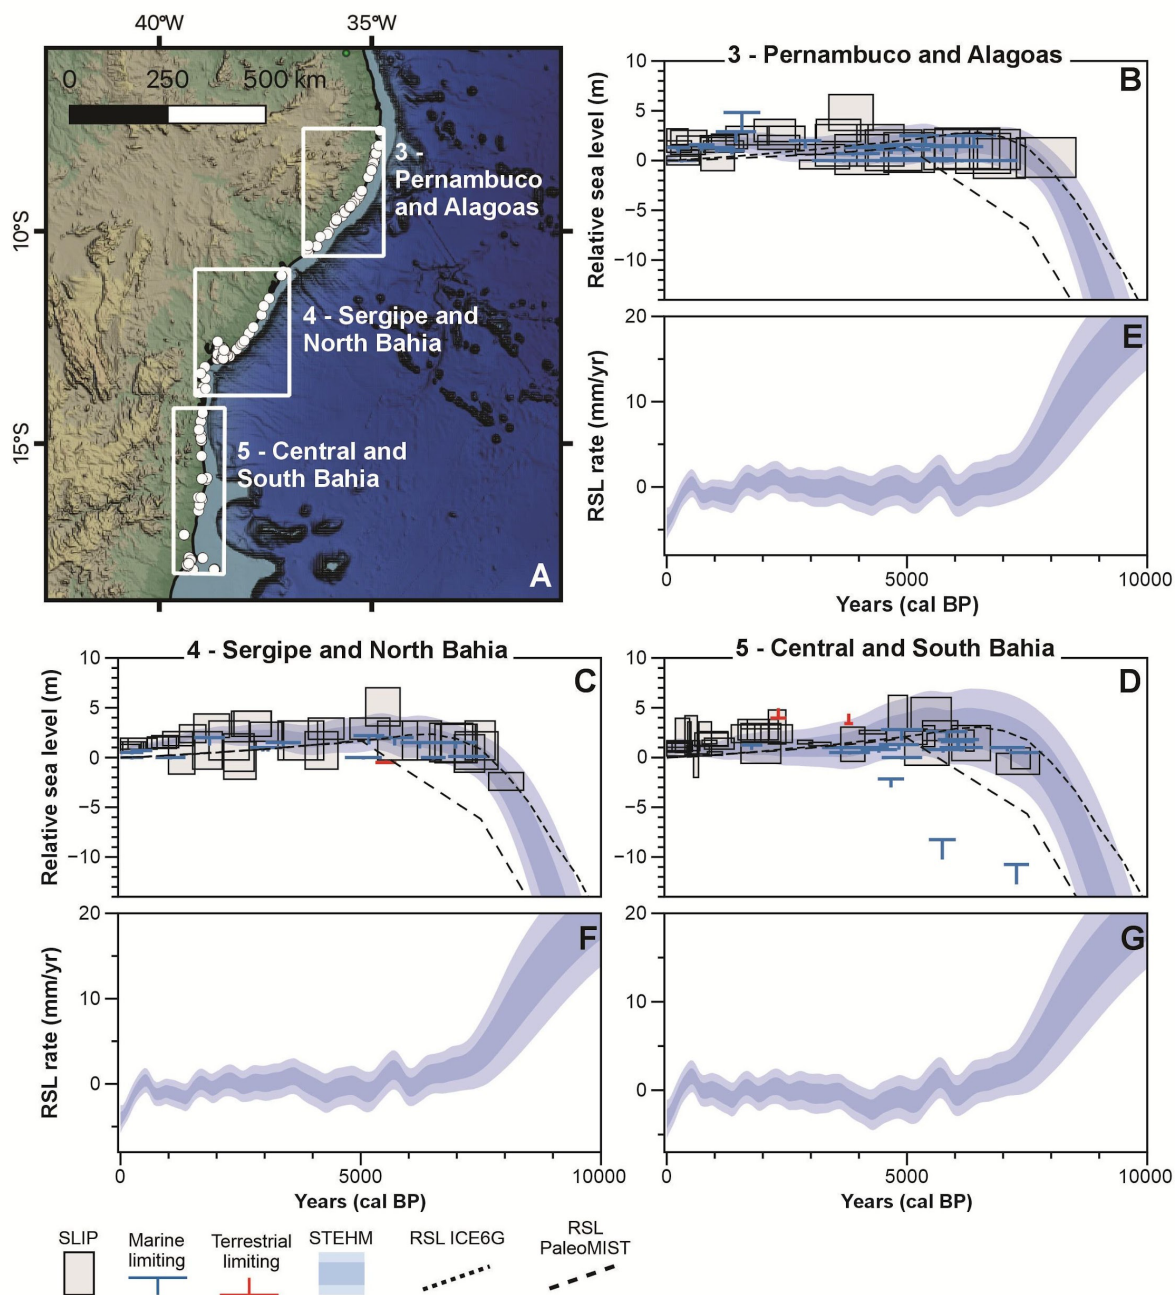 40ºW
35ºW
0
250
500 km
10ºS
15ºS
3 -
Pernambuco
and Alagoas
4 - Sergipe and
North Bahia
5 - Central and
South Bahia
A
3 - Pernambuco and Alagoas
B
10
5
0
−5
−10
Relative sea level (m)
E
20
10
0
RSL rate (mm/yr)
0
5000
10000
Years (cal BP)
4 - Sergipe and North Bahia
C
10
5
0
−5
−10
Relative sea level (m)
5 - Central and South Bahia
D
10
5
0
−5
−10
F
20
10
0
RSL rate (mm/yr)
0
5000
10000
Years (cal BP)
G
20
10
0
0
5000
10000
Years (cal BP)
SLIP
Marine
limiting
Terrestrial
limiting
STEHM
RSL ICE6G
RSL
PaleoMIST